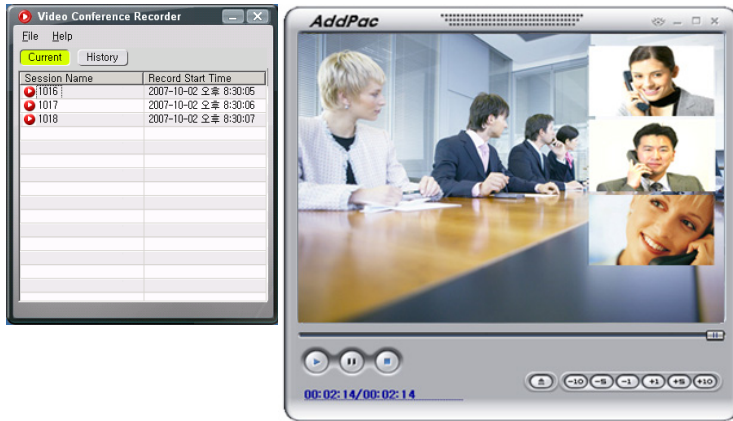 Video Conference Recorder
File Help
Current History
Session Name Record Start Time
1016 2007-10-02 오후 8:30:05
1017 2007-10-02 오후 8:30:06
1018 2007-10-02 오후 8:30:07
AddPac
00:02:14/00:02:14
-10 -5 -1 +1 +5 +10